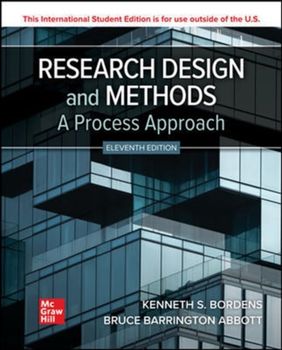 This International Student Edition is for use outside of the U.S.
RESEARCH DESIGN
and METHODS
A Process Approach
ELEVENTH EDITION
Mc
Graw
Hill
KENNETH S. BORDENS
BRUCE BARRINGTON ABBOTT